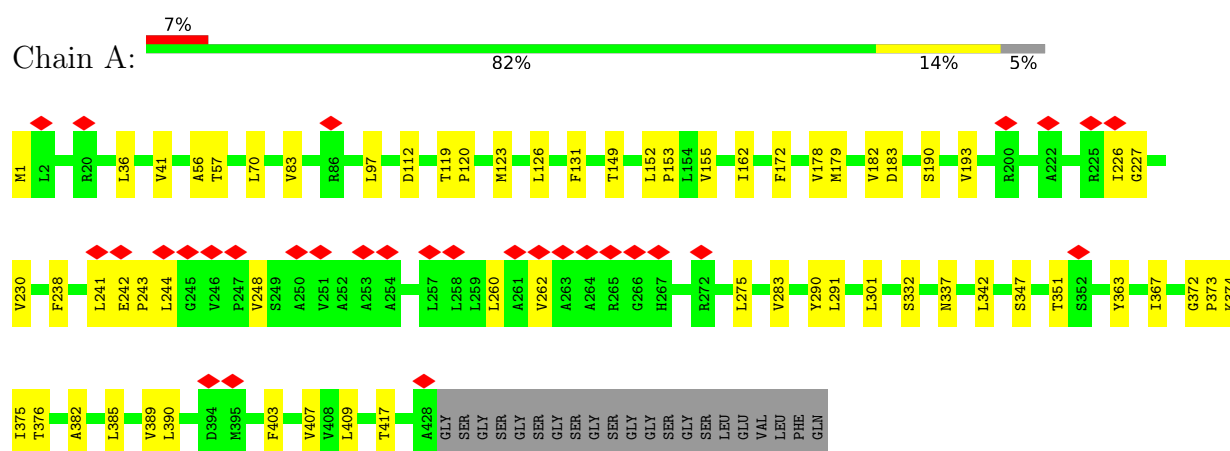 7%
Chain A:
82% 14% 5%
M1 L2 R20 L36 V41 A56 T57 L70 V83 R86 L97 D112 T119 P120 M123 L126 F131 T149 L152 P153 L154 V155 I162 F172 V178 M179 V182 D183 S190 V193 R200 A222 R225 I226 G227
V230 F238 L241 E242 P243 L244 G245 V246 P247 V248 S249 A250 V251 A252 A253 A254 L257 L258 L259 L260 A261 V262 A263 A264 R265 G266 H267 R272 L275 V283 Y290 L291 L301 S332 N337 L342 S347 T351 S352 Y363 I367 G372 P373
I375 T376 A382 L385 V389 L390 D394 M395 F403 V407 V408 L409 T417 A428 GLY SER GLY SER GLY SER GLY SER GLY SER GLY GLY SER GLY SER LEU GLU VAL LEU PHE GLN